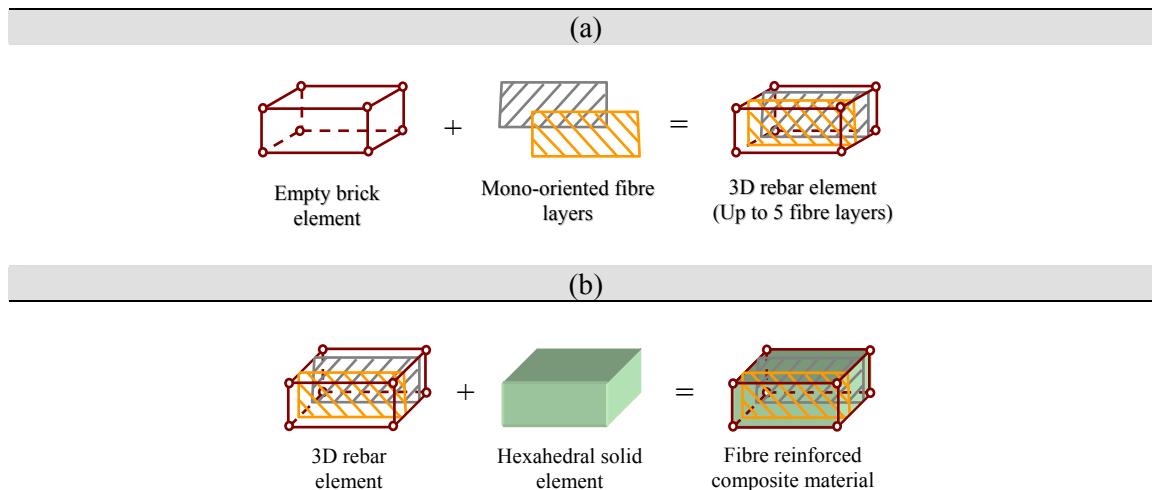 (a)
+
=
Empty brick
element
Mono-oriented fibre
layers
3D rebar element
(Up to 5 fibre layers)
(b)
+
=
3D rebar
element
Hexahedral solid
element
Fibre reinforced
composite material